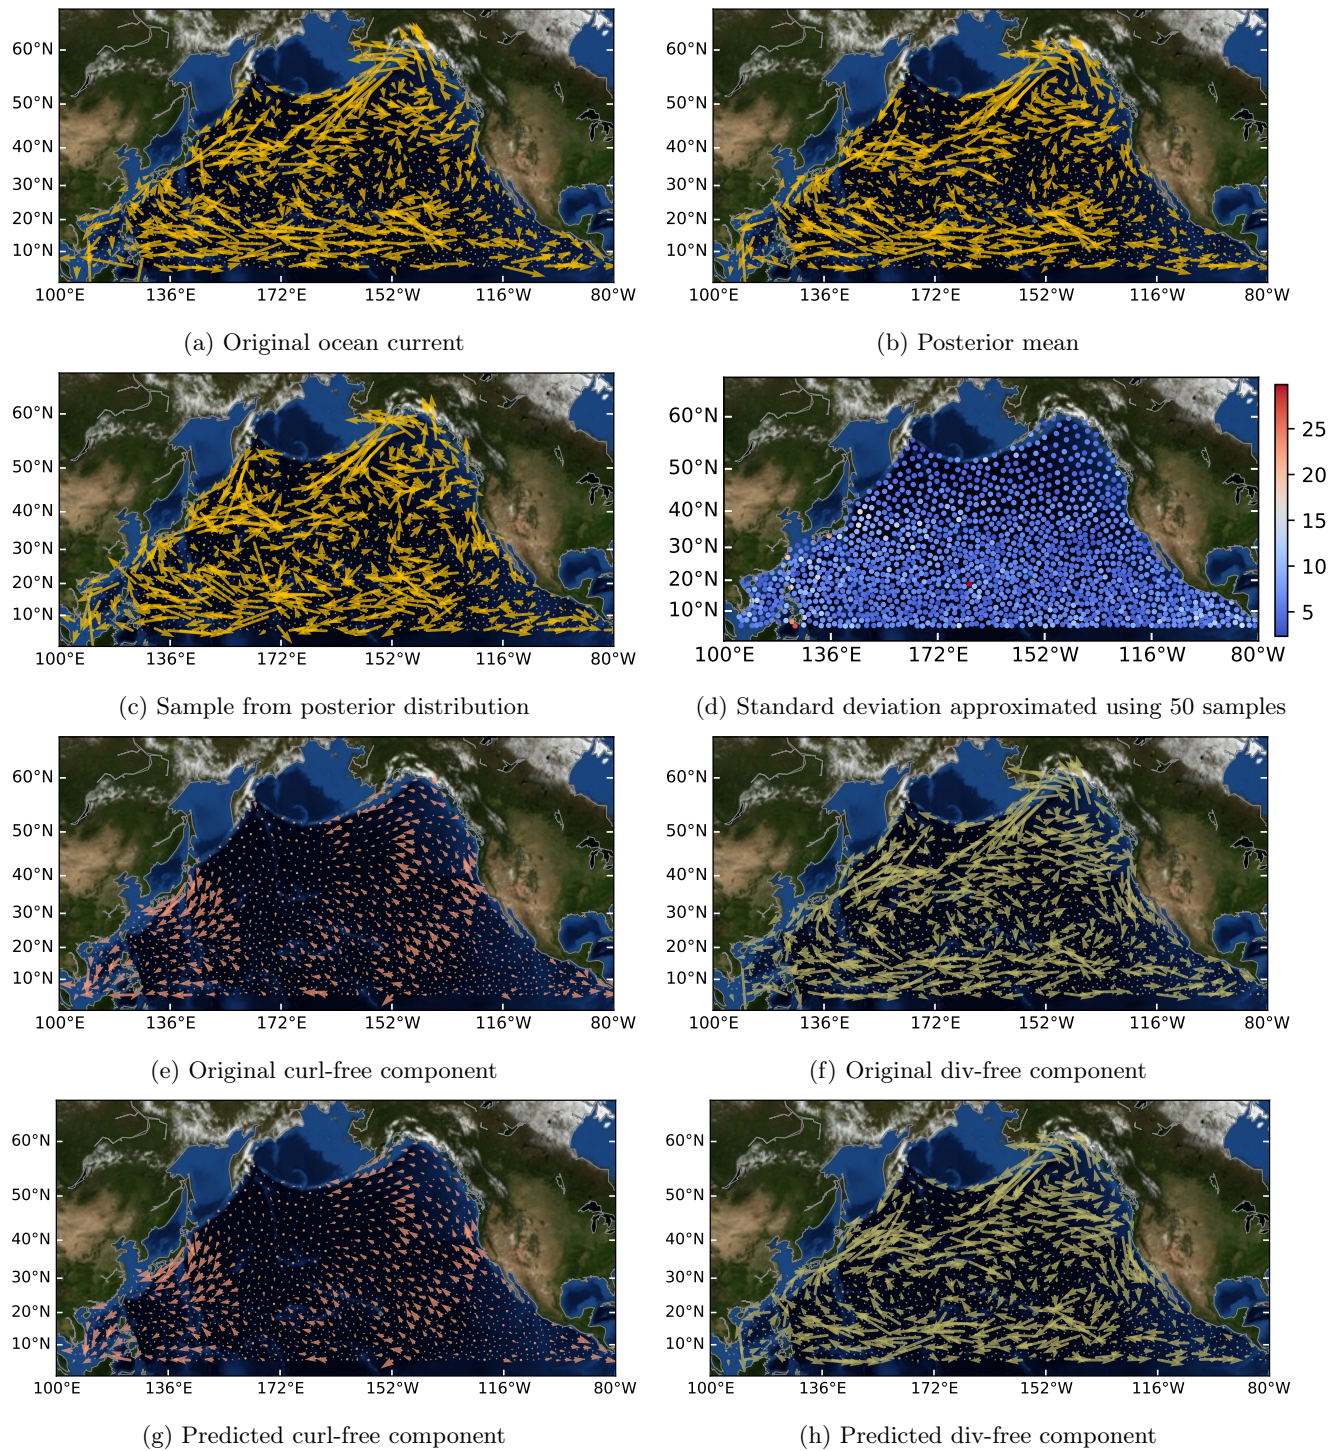 60°N
50°N
40°N
30°N
20°N
10°N
100°E 136°E 172°E 152°W 116°W 80°W
(a) Original ocean current
60°N
50°N
40°N
30°N
20°N
10°N
100°E 136°E 172°E 152°W 116°W 80°W
(b) Posterior mean
60°N
50°N
40°N
30°N
20°N
10°N
100°E 136°E 172°E 152°W 116°W 80°W
(c) Sample from posterior distribution
60°N
50°N
40°N
30°N
20°N
10°N
100°E 136°E 172°E 152°W 116°W 80°W
25
20
15
10
5
(d) Standard deviation approximated using 50 samples
60°N
50°N
40°N
30°N
20°N
10°N
100°E 136°E 172°E 152°W 116°W 80°W
(e) Original curl-free component
60°N
50°N
40°N
30°N
20°N
10°N
100°E 136°E 172°E 152°W 116°W 80°W
(f) Original div-free component
60°N
50°N
40°N
30°N
20°N
10°N
100°E 136°E 172°E 152°W 116°W 80°W
(g) Predicted curl-free component
60°N
50°N
40°N
30°N
20°N
10°N
100°E 136°E 172°E 152°W 116°W 80°W
(h) Predicted div-free component